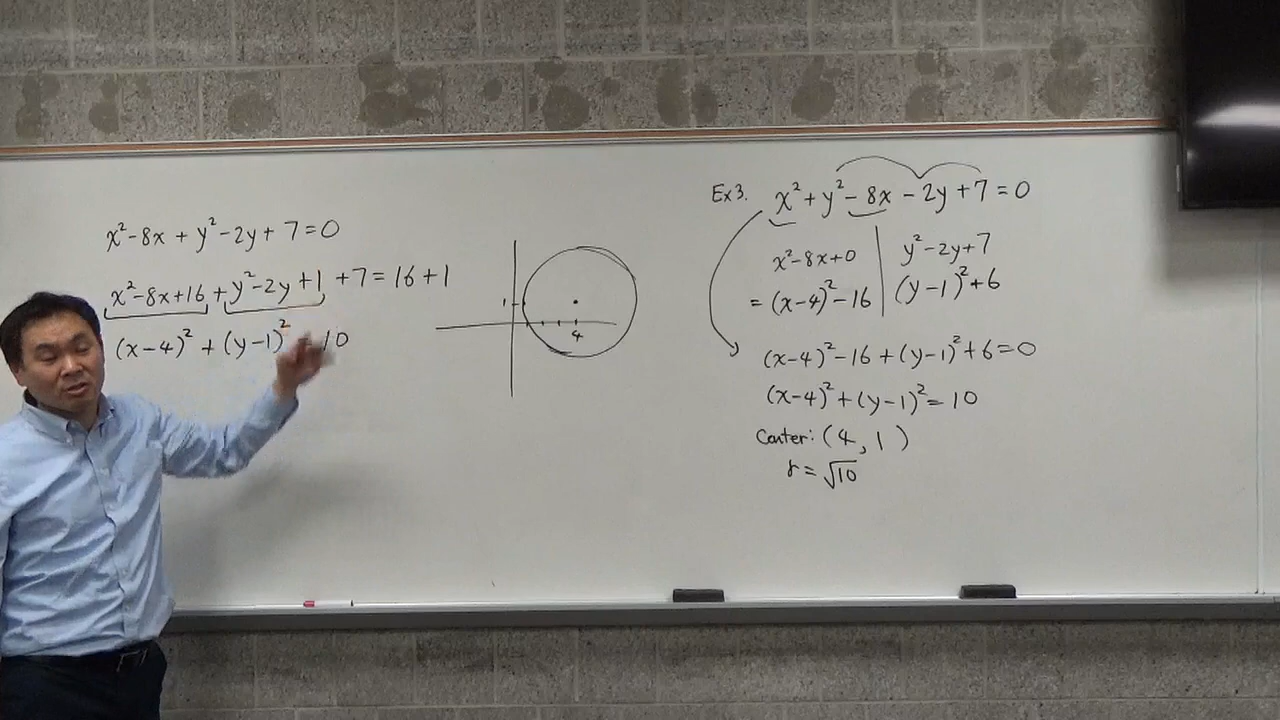 x² - 8x + y² - 2y + 7 = 0
x² - 8x + 16 + y² - 2y + 1 + 7 = 16 + 1
(x - 4)² + (y - 1)² = 10
1
4
Ex3. x² + y² - 8x - 2y + 7 = 0
x² - 8x + 0 | y² - 2y + 7
= (x - 4)² - 16 | (y - 1)² + 6
(x - 4)² - 16 + (y - 1)² + 6 = 0
(x - 4)² + (y - 1)² = 10
Center: (4, 1)
r = √10